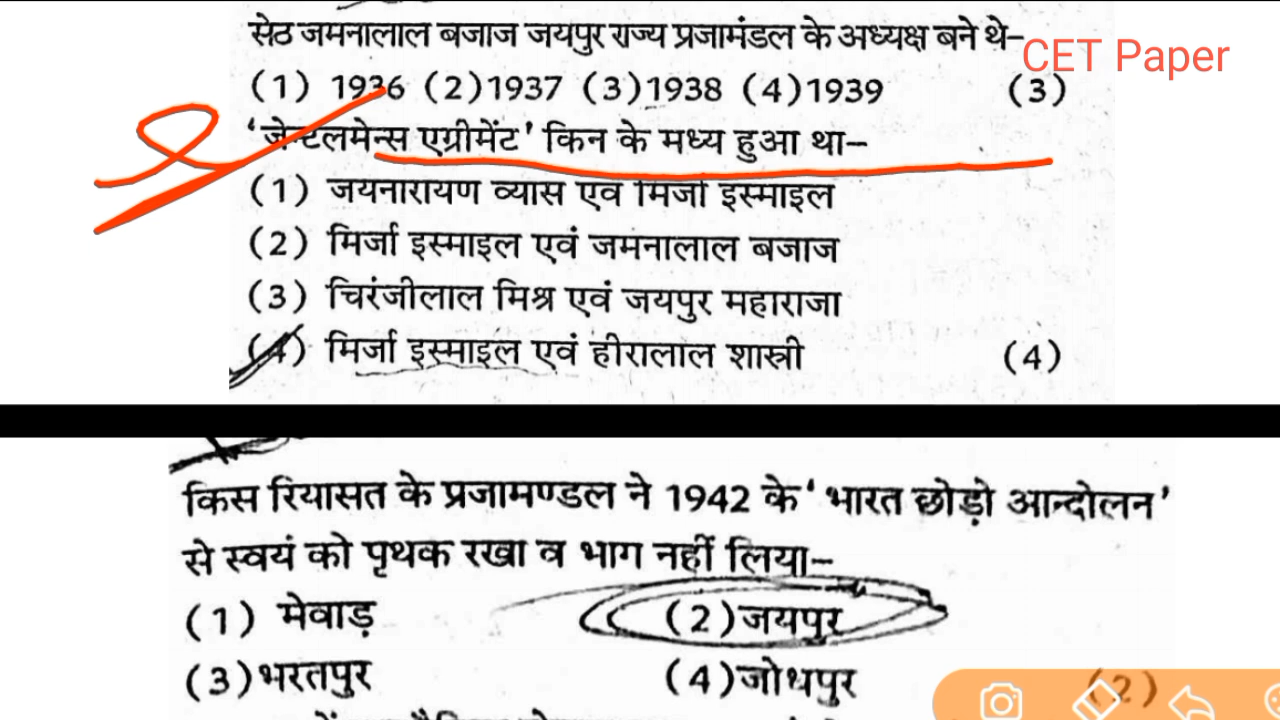 सेठ जमनालाल बजाज जयपुर राज्य प्रजामंडल के अध्यक्ष बने थे–
CET Paper
(1) 1936 (2)1937 (3)1938 (4)1939 (3)
'जेन्टलमेन्स एग्रीमेंट' किन के मध्य हुआ था–
(1) जयनारायण व्यास एवं मिर्जा इस्माइल
(2) मिर्जा इस्माइल एवं जमनालाल बजाज
(3) चिरंजीलाल मिश्र एवं जयपुर महाराजा
(4) मिर्जा इस्माइल एवं हीरालाल शास्त्री (4)
किस रियासत के प्रजामण्डल ने 1942 के 'भारत छोड़ो आन्दोलन'
से स्वयं को पृथक रखा व भाग नहीं लिया–
(1) मेवाड़ (2)जयपुर
(3)भरतपुर (4)जोधपुर (2)